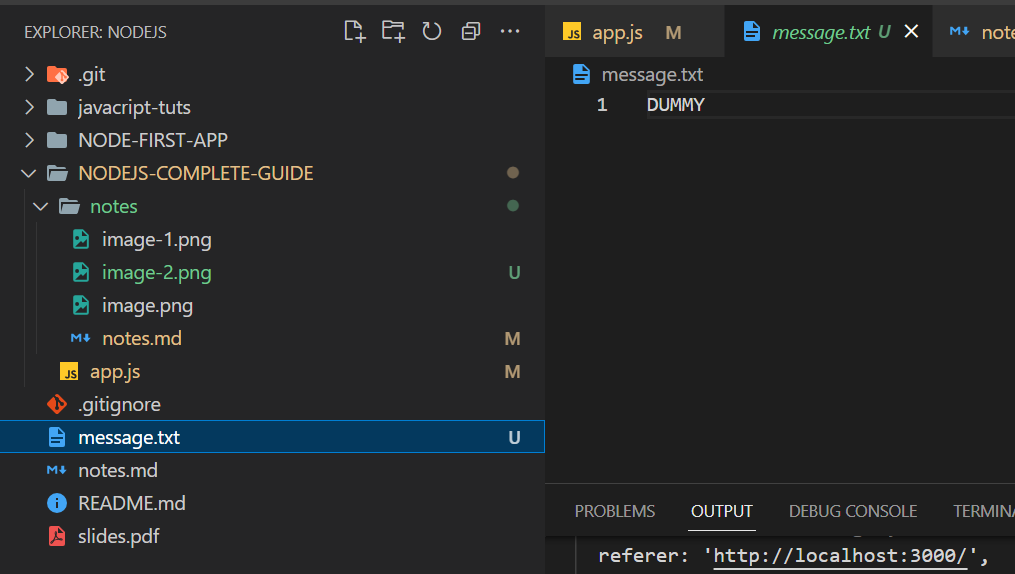 EXPLORER: NODEJS
.git
javacript-tuts
NODE-FIRST-APP
NODEJS-COMPLETE-GUIDE
notes
image-1.png
image-2.png U
image.png
notes.md M
JS app.js M
.gitignore
message.txt U
notes.md
README.md
slides.pdf
JS app.js M
message.txt U
note
message.txt
1 DUMMY
PROBLEMS OUTPUT DEBUG CONSOLE TERMINA
referer: 'http://localhost:3000/',